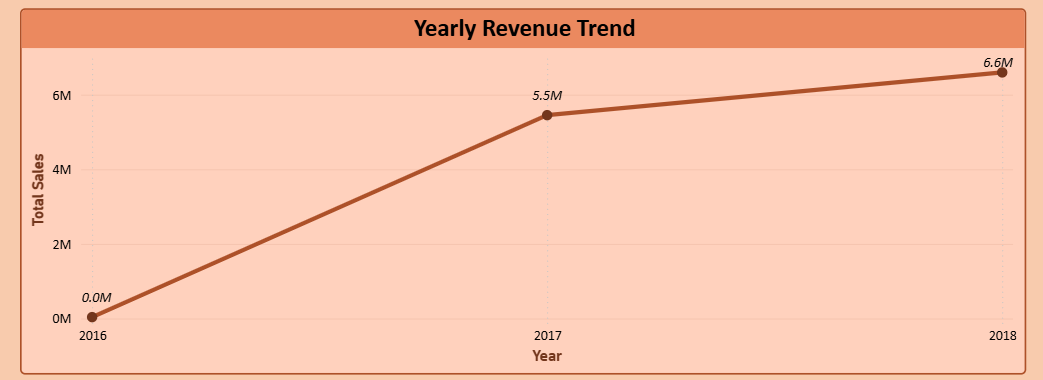 Yearly Revenue Trend
6.6M
6M
5.5M
4M
Total Sales
2M
0.0M
0M
2016
2017
2018
Year